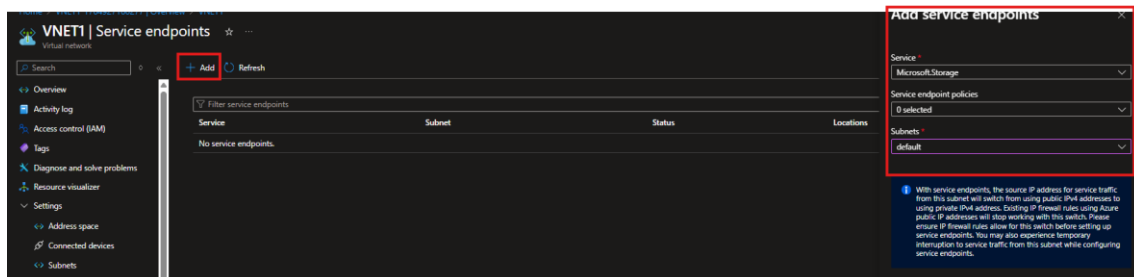 VNET1 | Service endpoints
Virtual network
Search
Add Refresh
Overview
Activity log
Access control (IAM)
Tags
Diagnose and solve problems
Resource visualizer
Settings
Address space
Connected devices
Subnets
Filter service endpoints
Service Subnet Status Locations
No service endpoints.
Add service endpoints
Service *
Microsoft.Storage
Service endpoint policies
0 selected
Subnets *
default
With service endpoints, the source IP address for service traffic
from this subnet will switch from using public IPv4 addresses to
using private IPv4 address. Existing IP firewall rules using Azure
public IP addresses will stop working with this switch. Please
ensure IP firewall rules allow for this switch before setting up
service endpoints. You may also experience temporary
interruption to service traffic from this subnet while configuring
service endpoints.